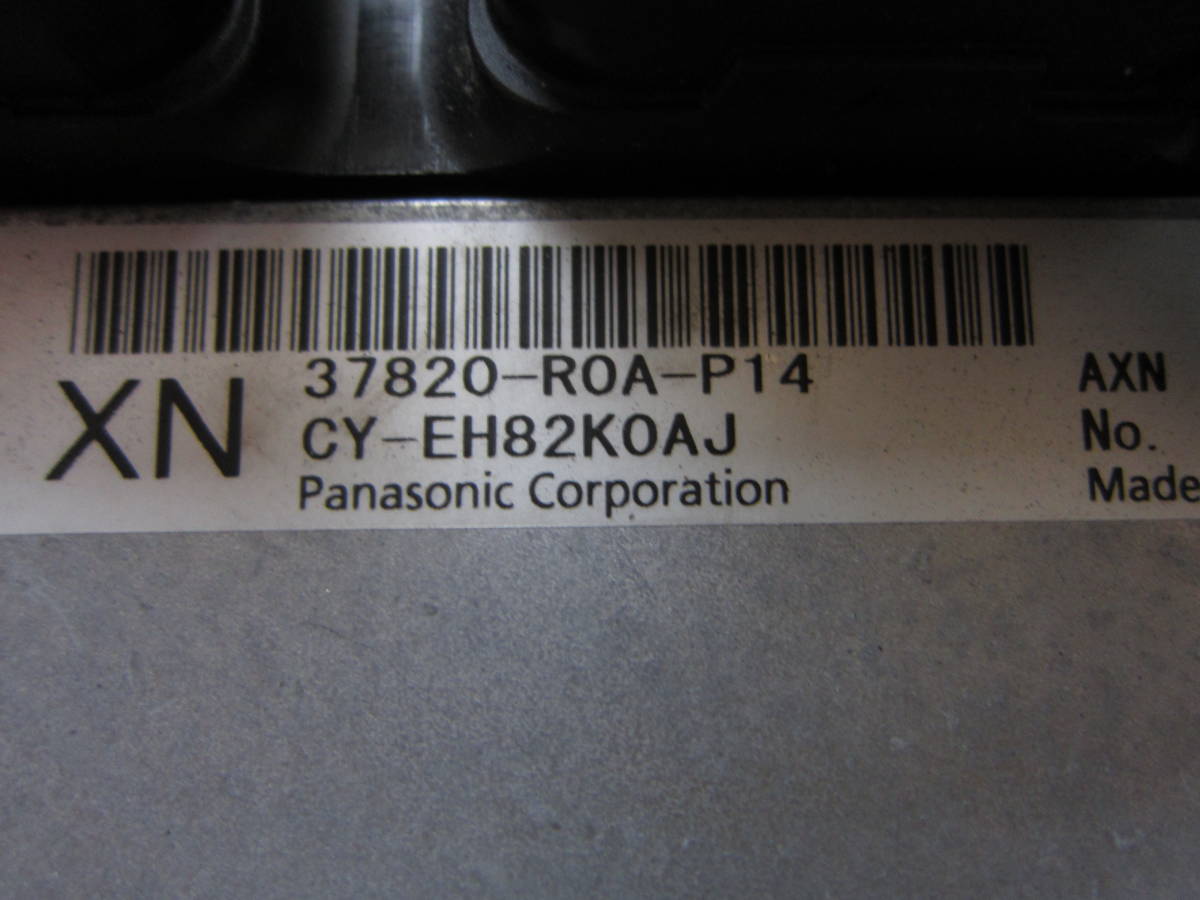 XN
37820-R0A-P14
CY-EH82K0AJ
Panasonic Corporation
AXN
No.
Made